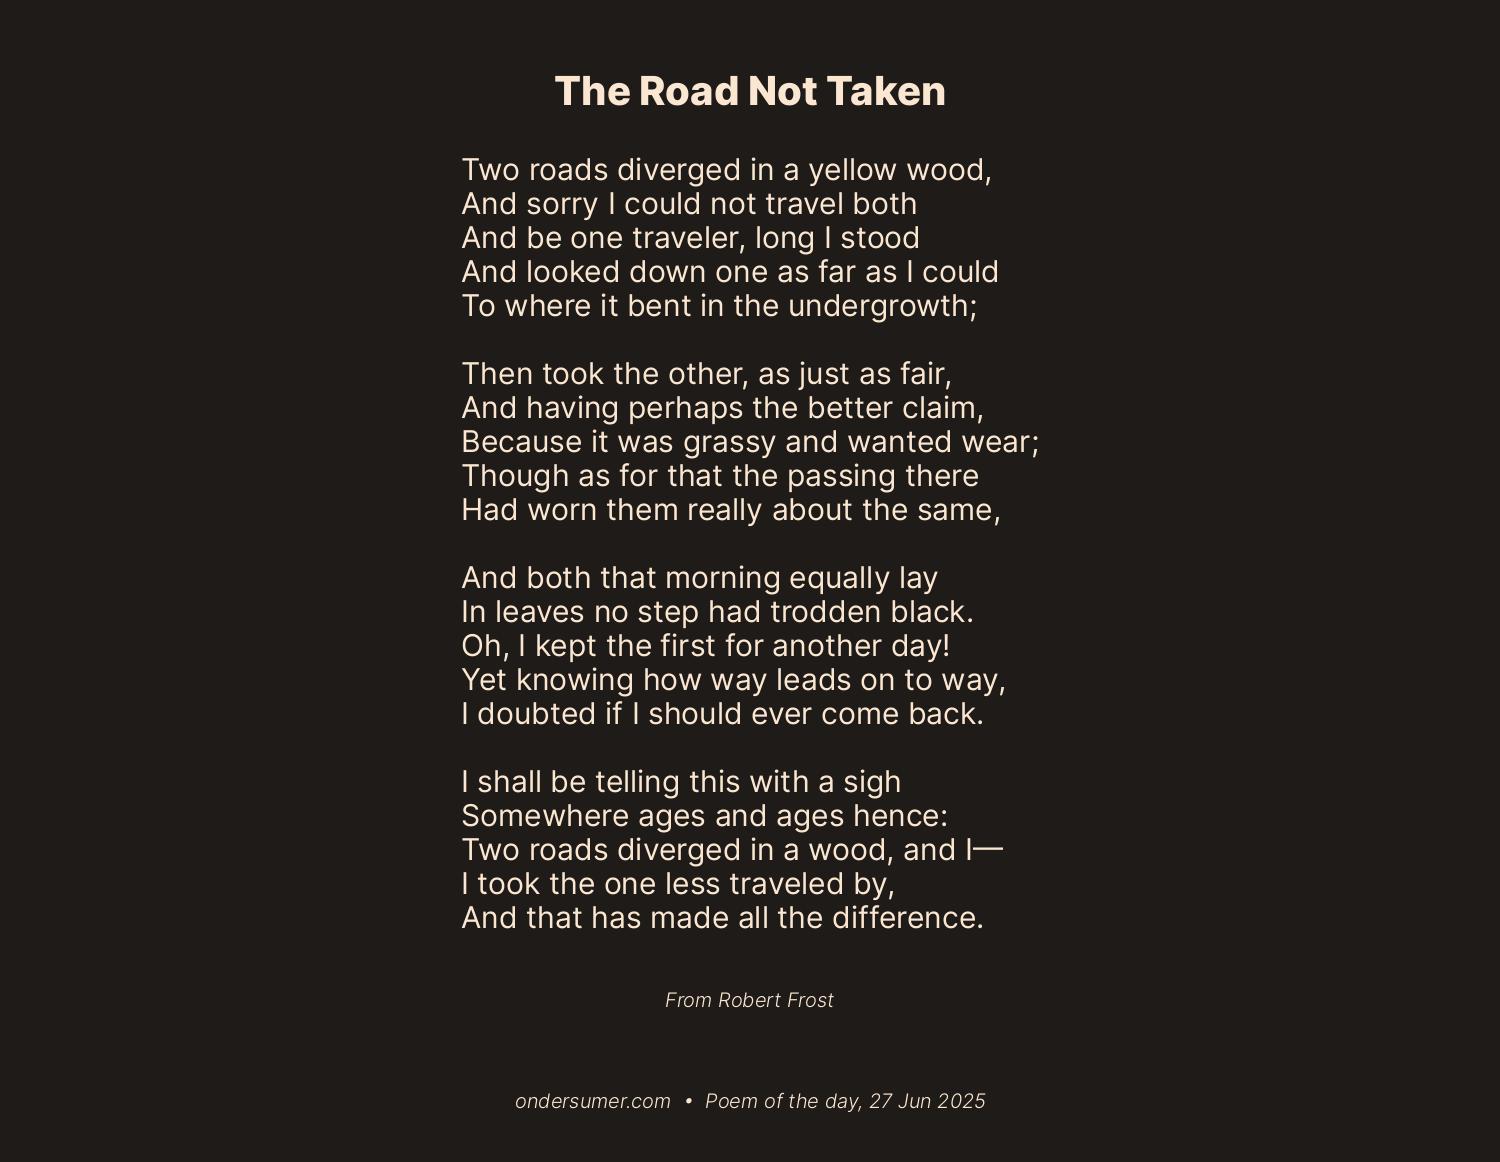 The Road Not Taken
Two roads diverged in a yellow wood,
And sorry I could not travel both
And be one traveler, long I stood
And looked down one as far as I could
To where it bent in the undergrowth;
Then took the other, as just as fair,
And having perhaps the better claim,
Because it was grassy and wanted wear;
Though as for that the passing there
Had worn them really about the same,
And both that morning equally lay
In leaves no step had trodden black.
Oh, I kept the first for another day!
Yet knowing how way leads on to way,
I doubted if I should ever come back.
I shall be telling this with a sigh
Somewhere ages and ages hence:
Two roads diverged in a wood, and I—
I took the one less traveled by,
And that has made all the difference.
From Robert Frost
ondersumer.com • Poem of the day, 27 Jun 2025